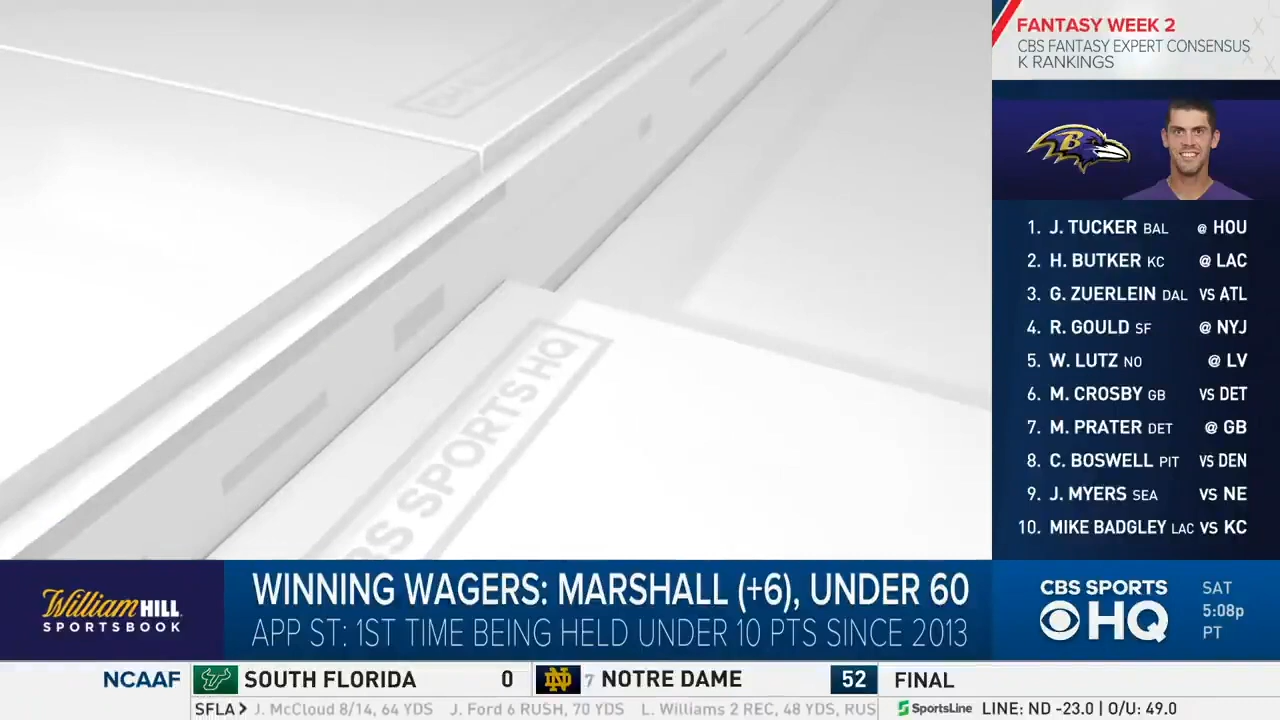 FANTASY WEEK 2
CBS FANTASY EXPERT CONSENSUS
K RANKINGS
1. J. TUCKER BAL @ HOU
2. H. BUTKER KC @ LAC
3. G. ZUERLEIN DAL VS ATL
4. R. GOULD SF @ NYJ
5. W. LUTZ NO @ LV
6. M. CROSBY GB VS DET
7. M. PRATER DET @ GB
8. C. BOSWELL PIT VS DEN
9. J. MYERS SEA VS NE
10. MIKE BADGLEY LAC VS KC
CBS SPORTS HQ
William HILL
SPORTSBOOK
WINNING WAGERS: MARSHALL (+6), UNDER 60
APP ST: 1ST TIME BEING HELD UNDER 10 PTS SINCE 2013
CBS SPORTS
HQ
SAT
5:08p
PT
NCAAF SOUTH FLORIDA 0 ND 7 NOTRE DAME 52 FINAL
SFLA > J. McCloud 8/14, 64 YDS J. Ford 6 RUSH, 70 YDS L. Williams 2 REC, 48 YDS, RUS SportsLine LINE: ND -23.0 | O/U: 49.0